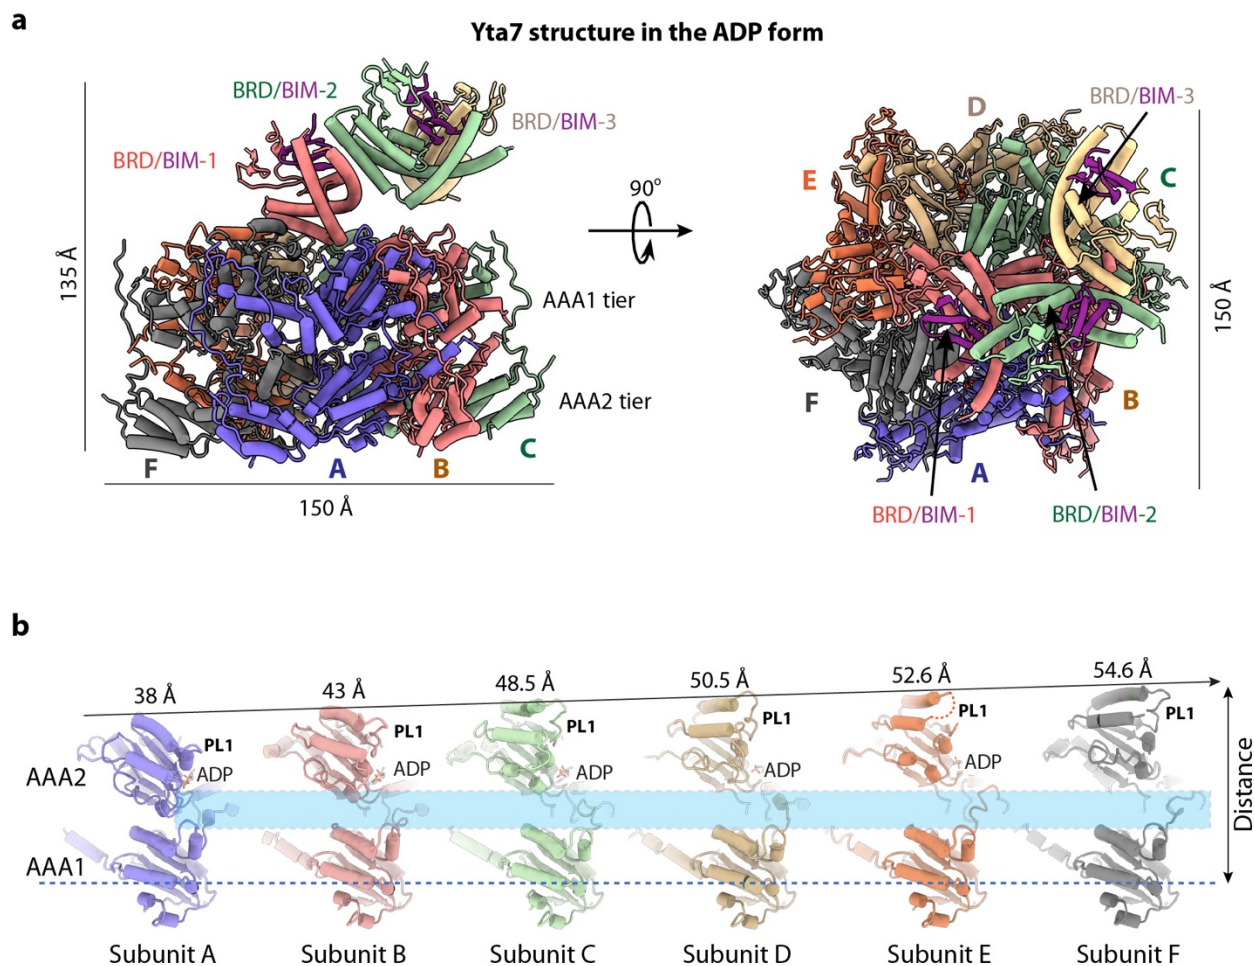 a
Yta7 structure in the ADP form
BRD/BIM-2
BRD/BIM-3
BRD/BIM-1
135 Å
AAA1 tier
AAA2 tier
F
A
B
C
150 Å
90°
D
BRD/BIM-3
E
C
150 Å
F
B
A
BRD/BIM-1
BRD/BIM-2
b
38 Å
43 Å
48.5 Å
50.5 Å
52.6 Å
54.6 Å
PL1
PL1
PL1
PL1
PL1
PL1
AAA2
ADP
ADP
ADP
ADP
ADP
Distance
AAA1
Subunit A
Subunit B
Subunit C
Subunit D
Subunit E
Subunit F